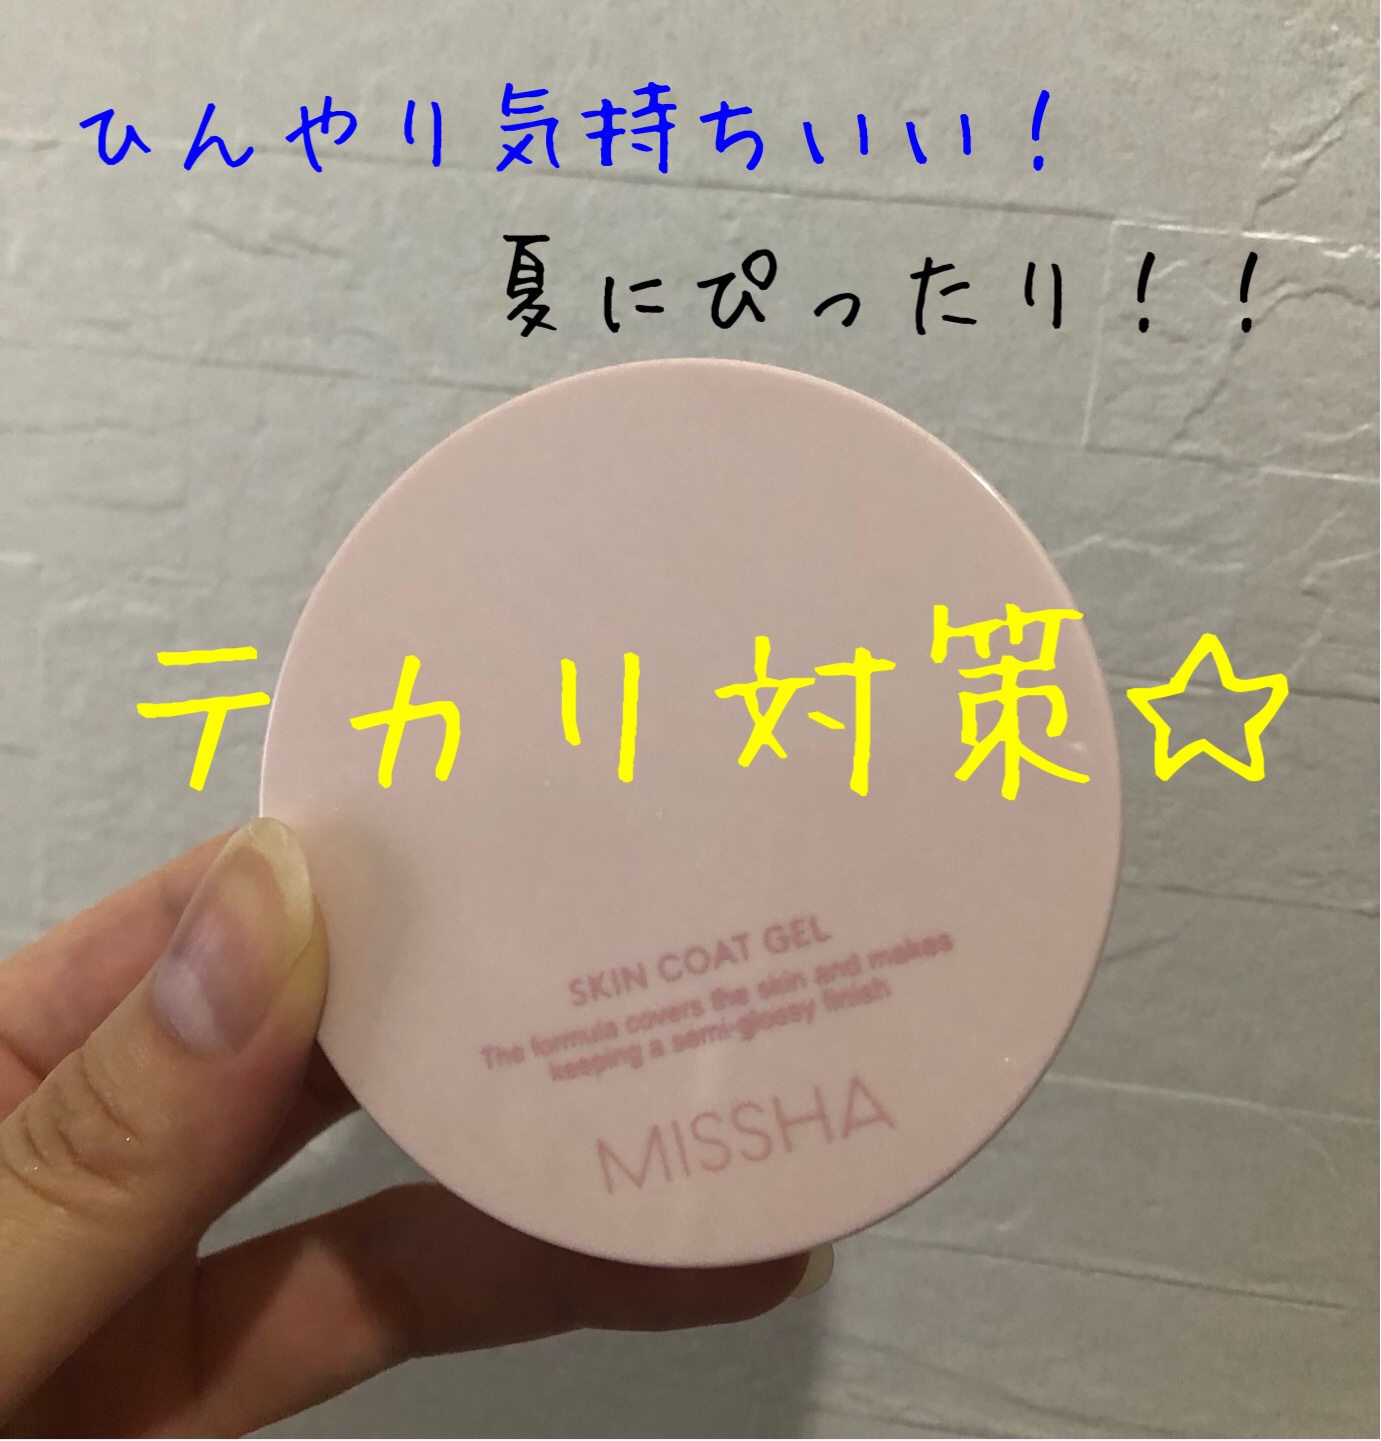 ひんやり気持ちいい!
夏にぴったり!!
テカリ対策☆
SKIN COAT GEL
The formula covers the skin and makes
keeping a semi-glossy finish
MISSHA